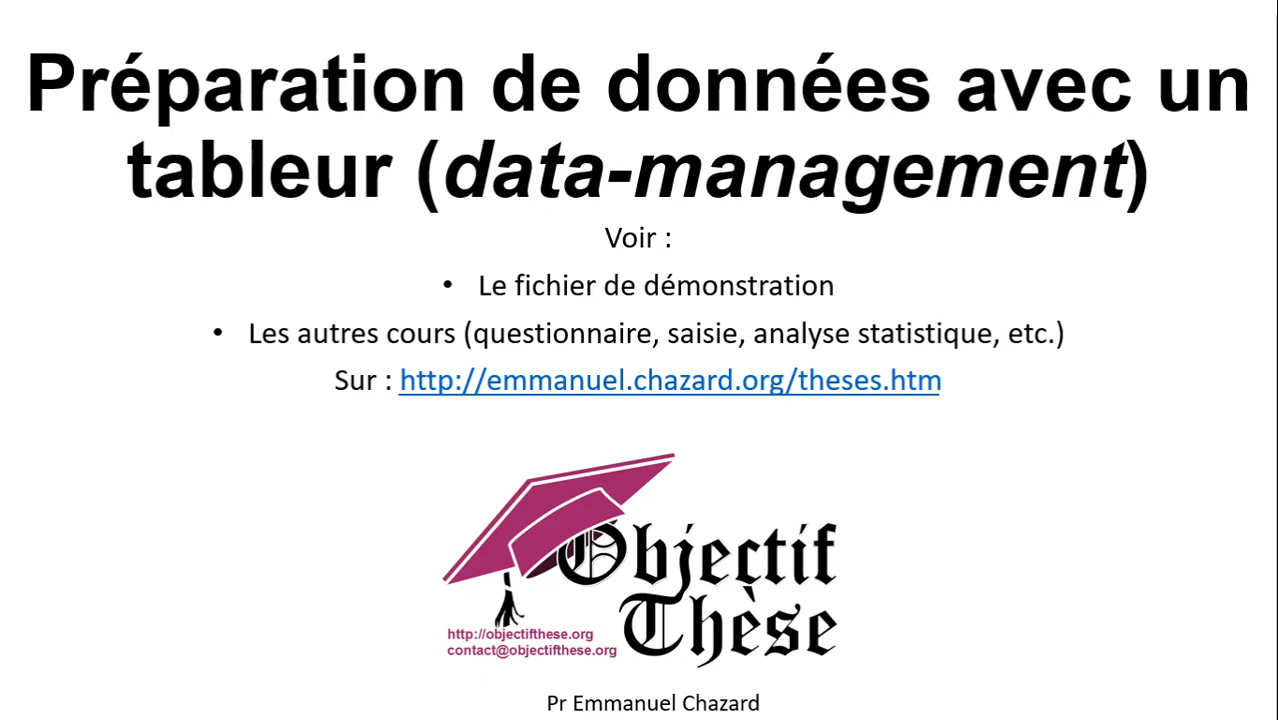 Préparation de données avec un
tableur (data-management)
Voir :
• Le fichier de démonstration
• Les autres cours (questionnaire, saisie, analyse statistique, etc.)
Sur : http://emmanuel.chazard.org/theses.htm
Objectif
Thèse
http://objectifthese.org
contact@objectifthese.org
Pr Emmanuel Chazard